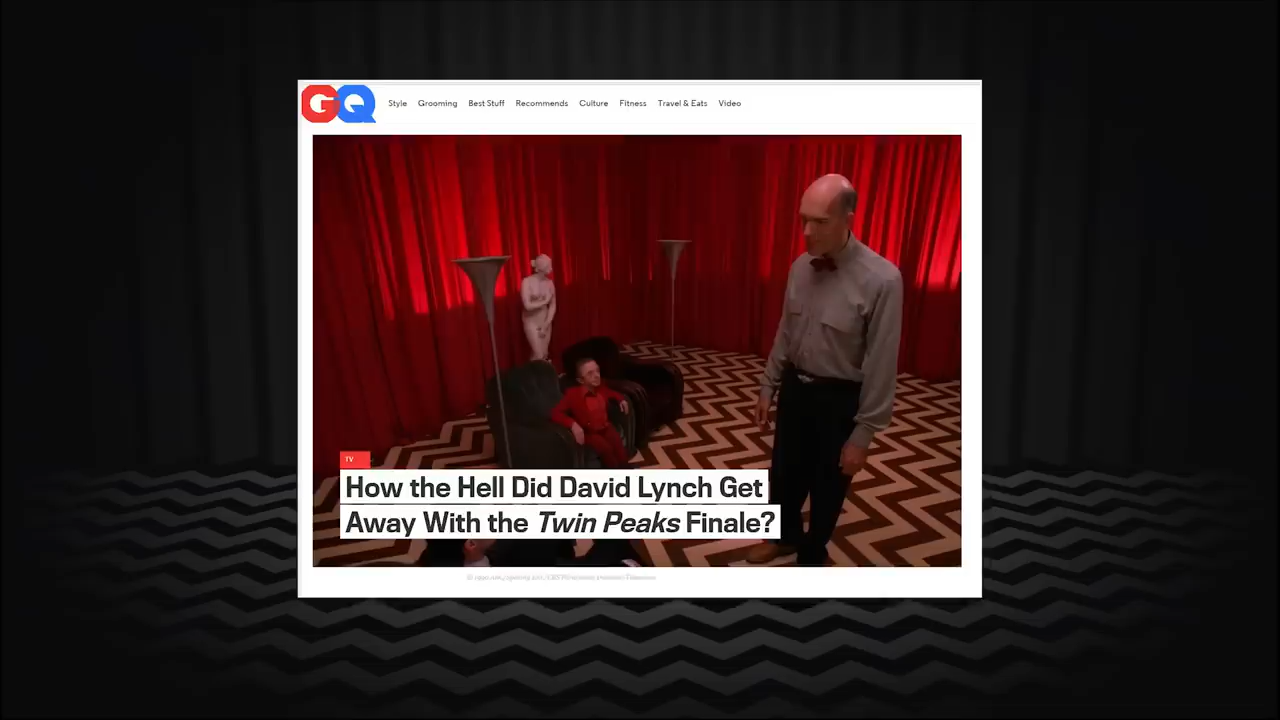 GQ Style Grooming Best Stuff Recommends Culture Fitness Travel & Eats Video
TV
How the Hell Did David Lynch Get
Away With the Twin Peaks Finale?